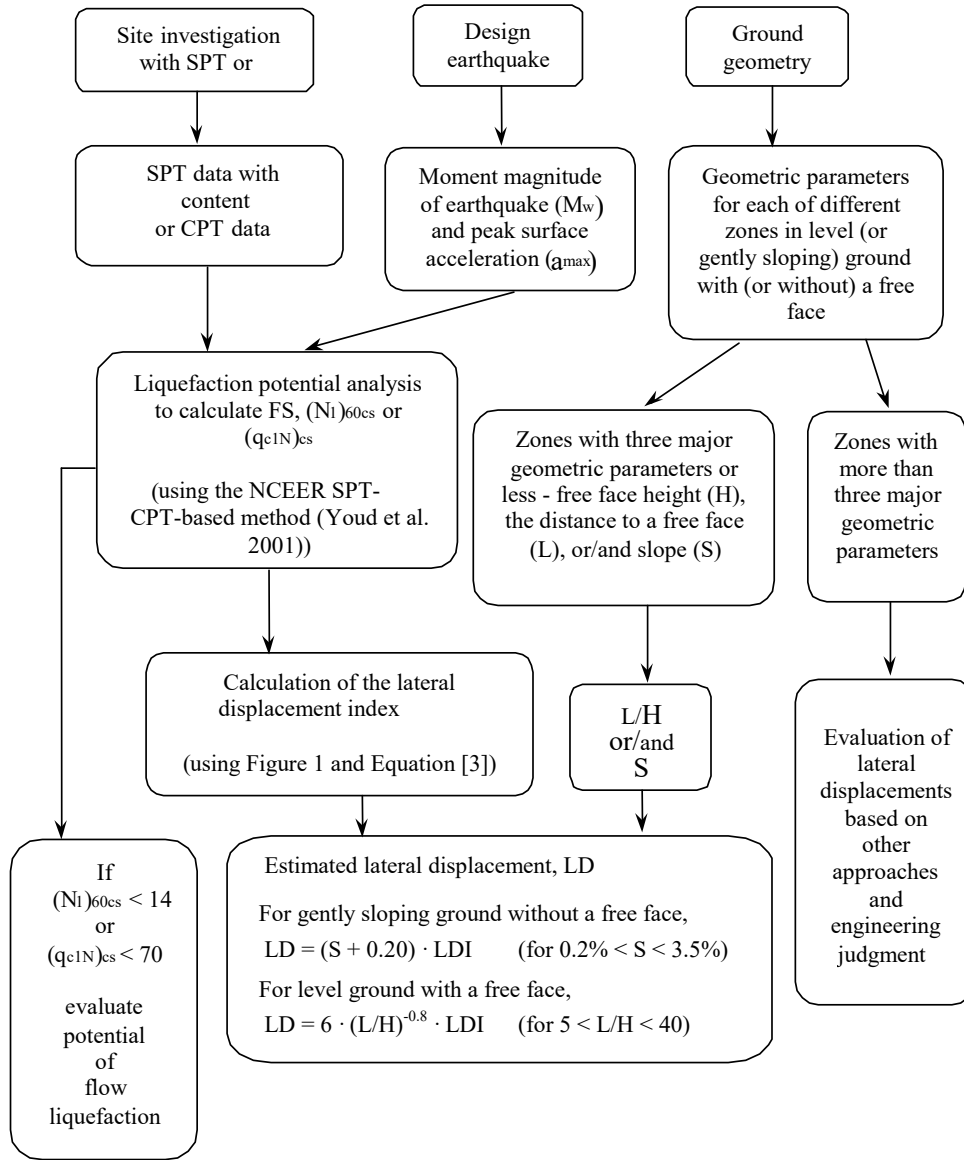 Site investigation
with SPT or
Design
earthquake
Ground
geometry
SPT data with
content
or CPT data
Moment magnitude
of earthquake (Mw)
and peak surface
acceleration (amax)
Geometric parameters
for each of different
zones in level (or
gently sloping) ground
with (or without) a free
face
Liquefaction potential analysis
to calculate FS, (N1)60cs or
(qc1N)cs
(using the NCEER SPT-
CPT-based method (Youd et al.
2001))
Zones with three major
geometric parameters or
less - free face height (H),
the distance to a free face
(L), or/and slope (S)
Zones with
more than
three major
geometric
parameters
Calculation of the lateral
displacement index
(using Figure 1 and Equation [3])
L/H
or/and
S
Evaluation of
lateral
displacements
based on
other
approaches
and
engineering
judgment
If
(N1)60cs < 14
or
(qc1N)cs < 70
evaluate
potential
of
flow
liquefaction
Estimated lateral displacement, LD
For gently sloping ground without a free face,
LD = (S + 0.20) · LDI (for 0.2% < S < 3.5%)
For level ground with a free face,
LD = 6 · (L/H)^-0.8 · LDI (for 5 < L/H < 40)